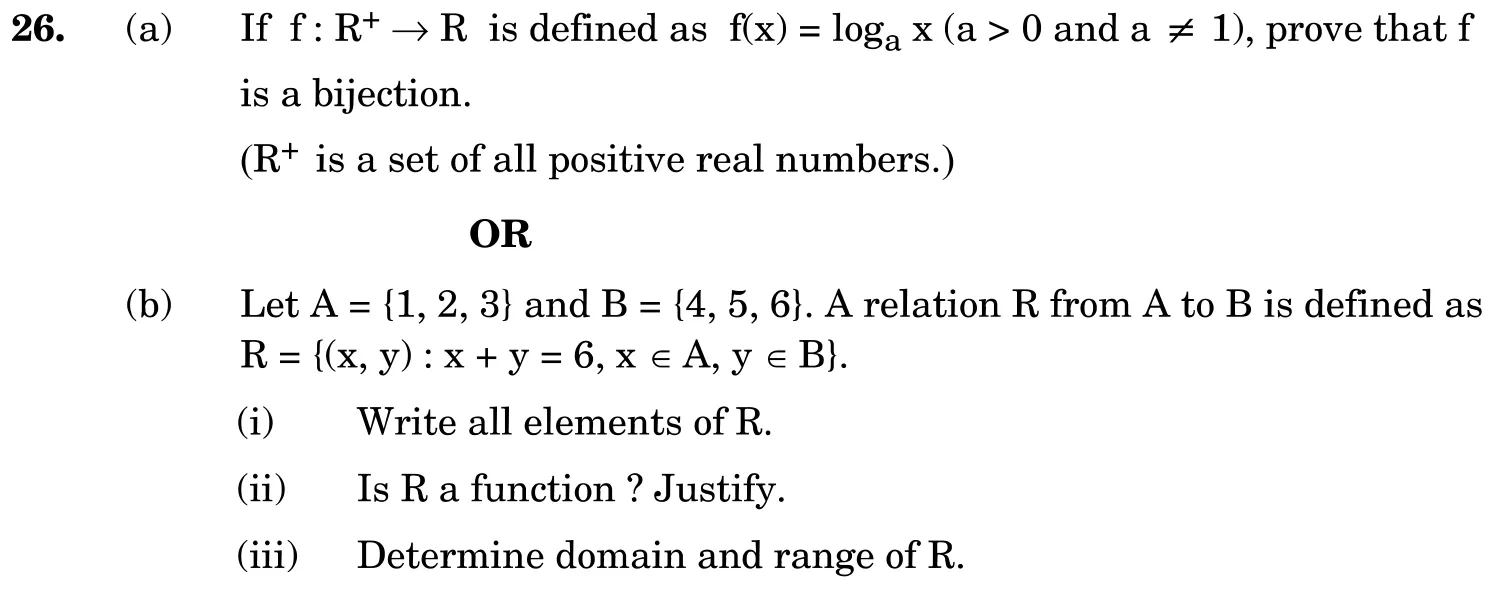 26. (a) If f : R⁺ → R is defined as f(x) = logₐ x (a > 0 and a ≠ 1), prove that f
is a bijection.
(R⁺ is a set of all positive real numbers.)
OR
(b) Let A = {1, 2, 3} and B = {4, 5, 6}. A relation R from A to B is defined as
R = {(x, y) : x + y = 6, x ∈ A, y ∈ B}.
(i) Write all elements of R.
(ii) Is R a function ? Justify.
(iii) Determine domain and range of R.